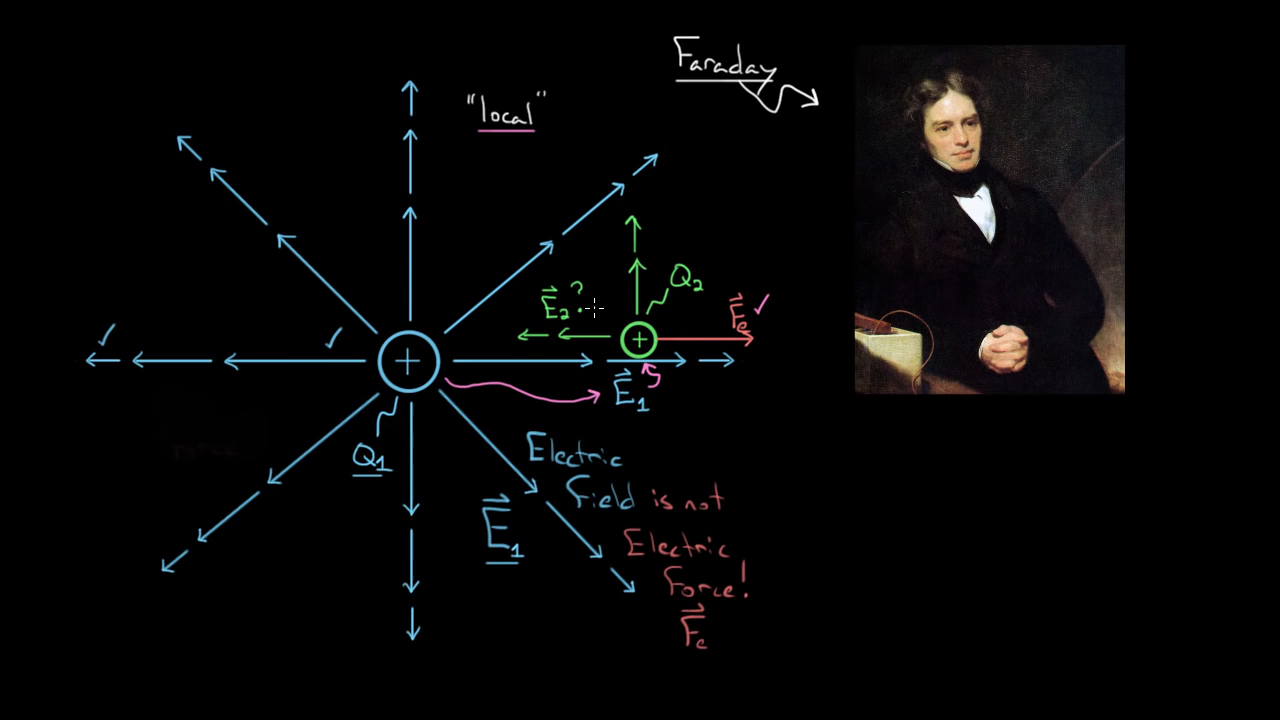 Faraday
"local"
Q₂
E₂?
Fₑ ✓
✓
✓
+
+
E₁
Q₁
Electric
Field is not
E₁
Electric
Force!
Fₑ